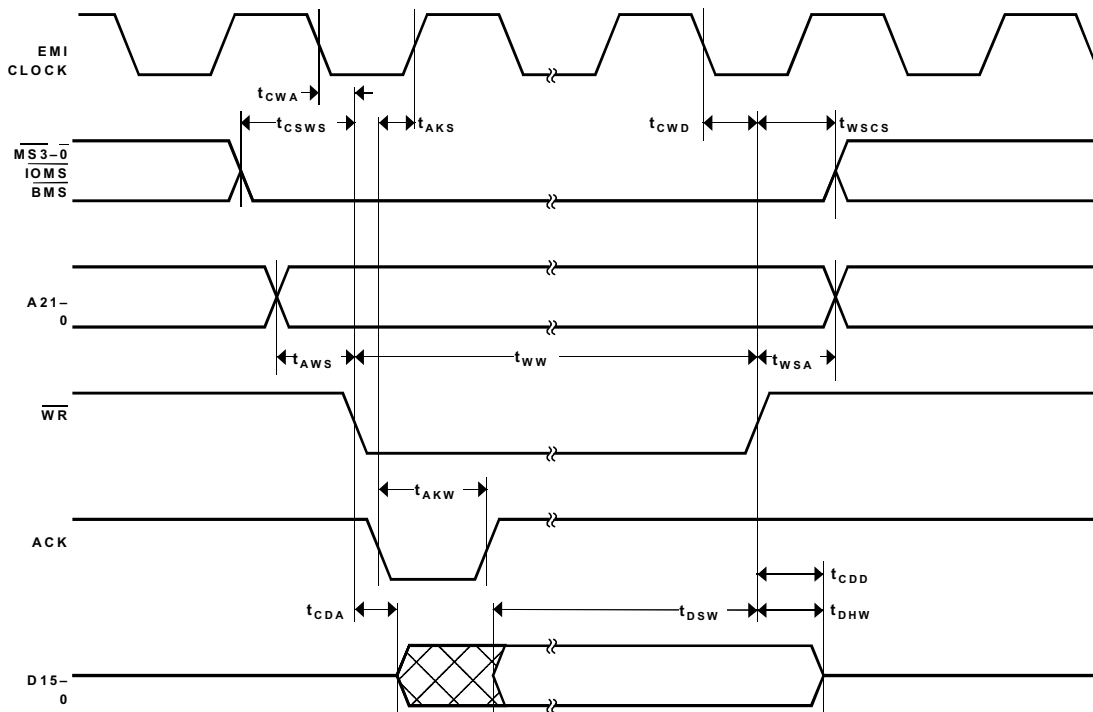 EMI
CLOCK
tCWA
tCSWS
tAKS
tCWD
tWSCS
MS3–0
IOMS
BMS
A21–
0
tAWS
tWW
tWSA
WR
tAKW
ACK
tCDD
tCDA
tDSW
tDHW
D15–
0